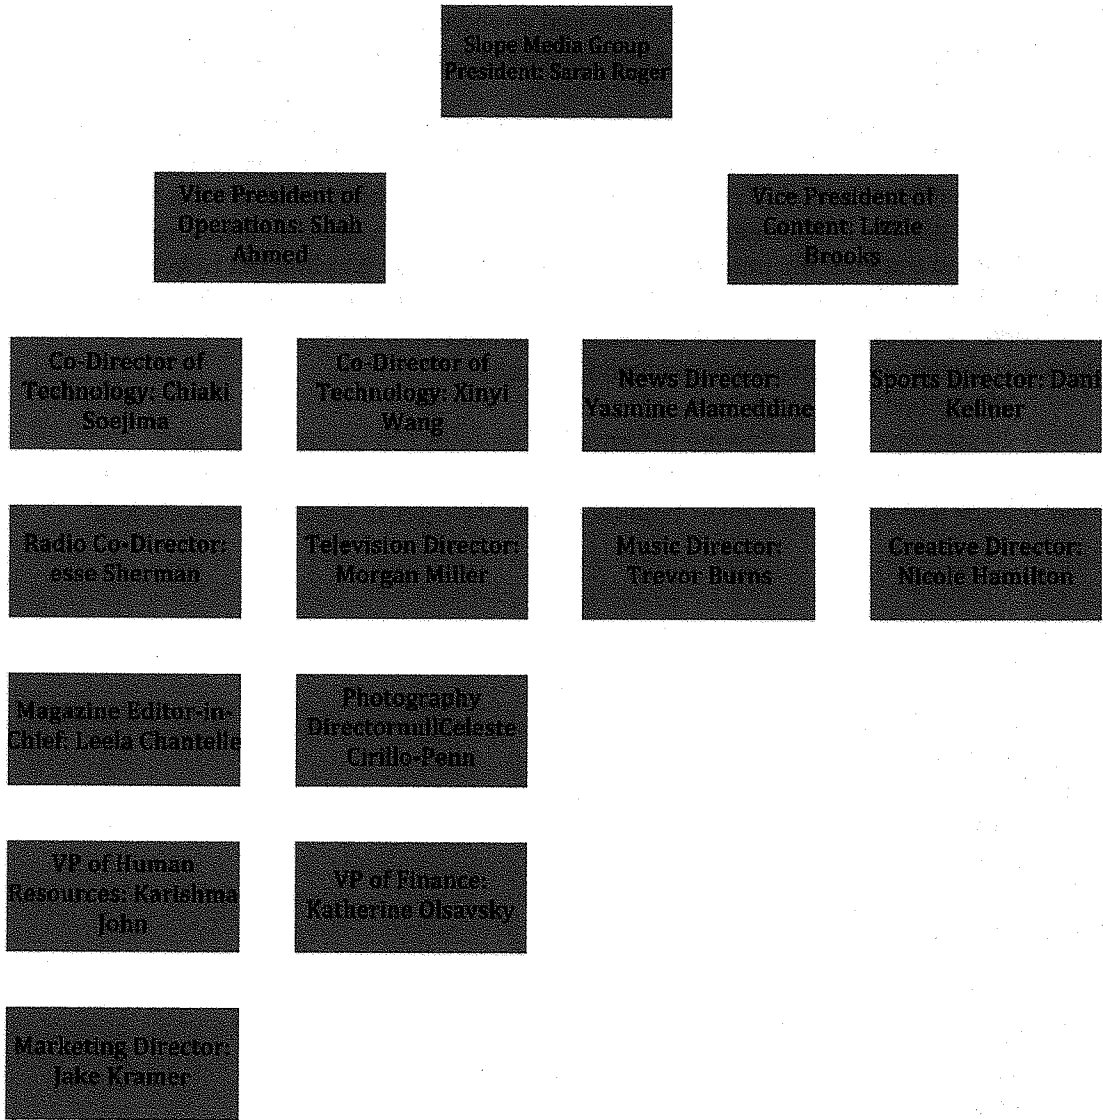 Slope Media Group
President: Sarah Roger
Vice President of
Operations: Shah
Ahmed
Vice President of
Content: Lizzie
Brooks
Co-Director of
Technology: Chiaki
Soejima
Co-Director of
Technology: Xinyi
Wang
News Director:
Yasmine Alameddine
Sports Director: Dani
Kellner
Radio Co-Director:
esse Sherman
Television Director:
Morgan Miller
Music Director:
Trevor Burns
Creative Director:
Nicole Hamilton
Magazine Editor-in-
Chief: Leela Chantelle
Photography
DirectornullCeleste
Cirillo-Penn
VP of Human
Resources: Karishma
John
VP of Finance:
Katherine Olsavsky
Marketing Director:
Jake Kramer